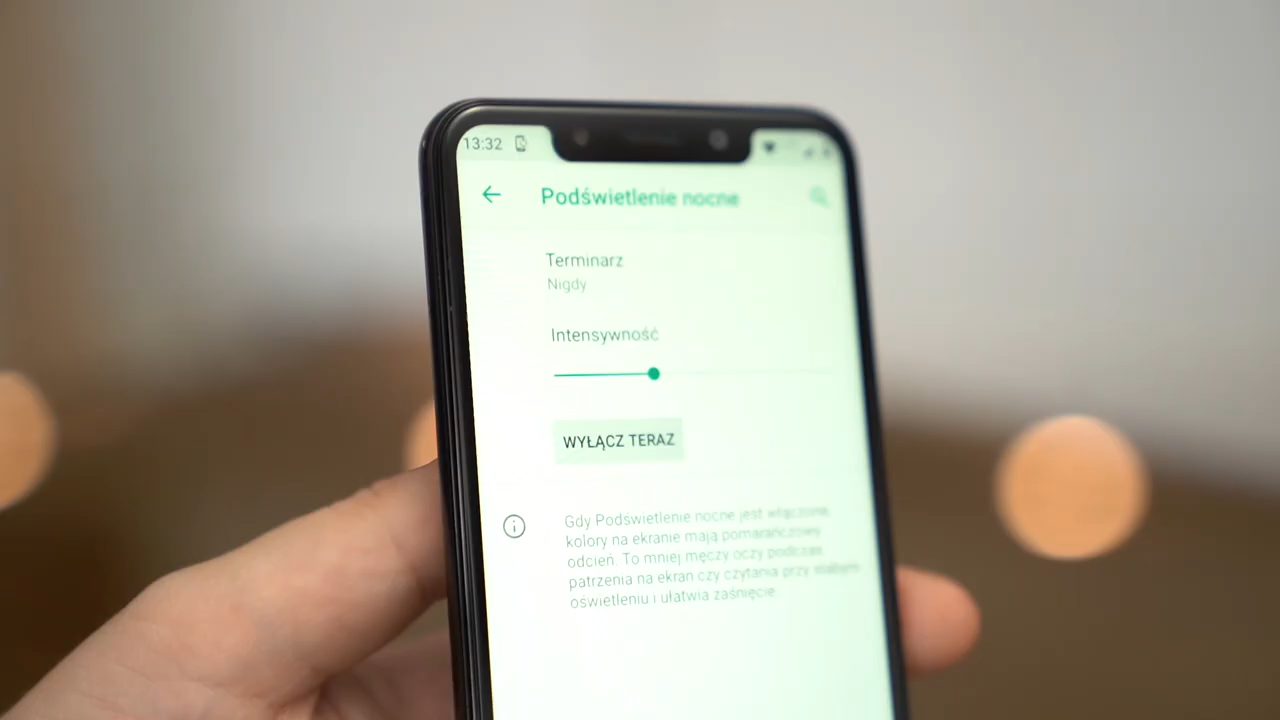 13:32
Podświetlenie nocne
Terminarz
Nigdy
Intensywność
WYŁĄCZ TERAZ
Gdy Podświetlenie nocne jest włączone,
kolory na ekranie mają pomarańczowy
odcień. To mniej męczy oczy podczas
patrzenia na ekran czy czytania przy słabym
oświetleniu i ułatwia zaśnięcie.